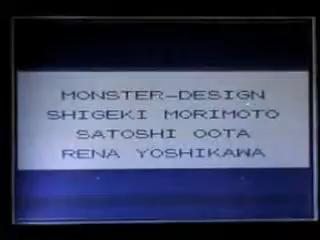 MONSTER-DESIGN
SHIGEKI MORIMOTO
SATOSHI OOTA
RENA YOSHIKAWA